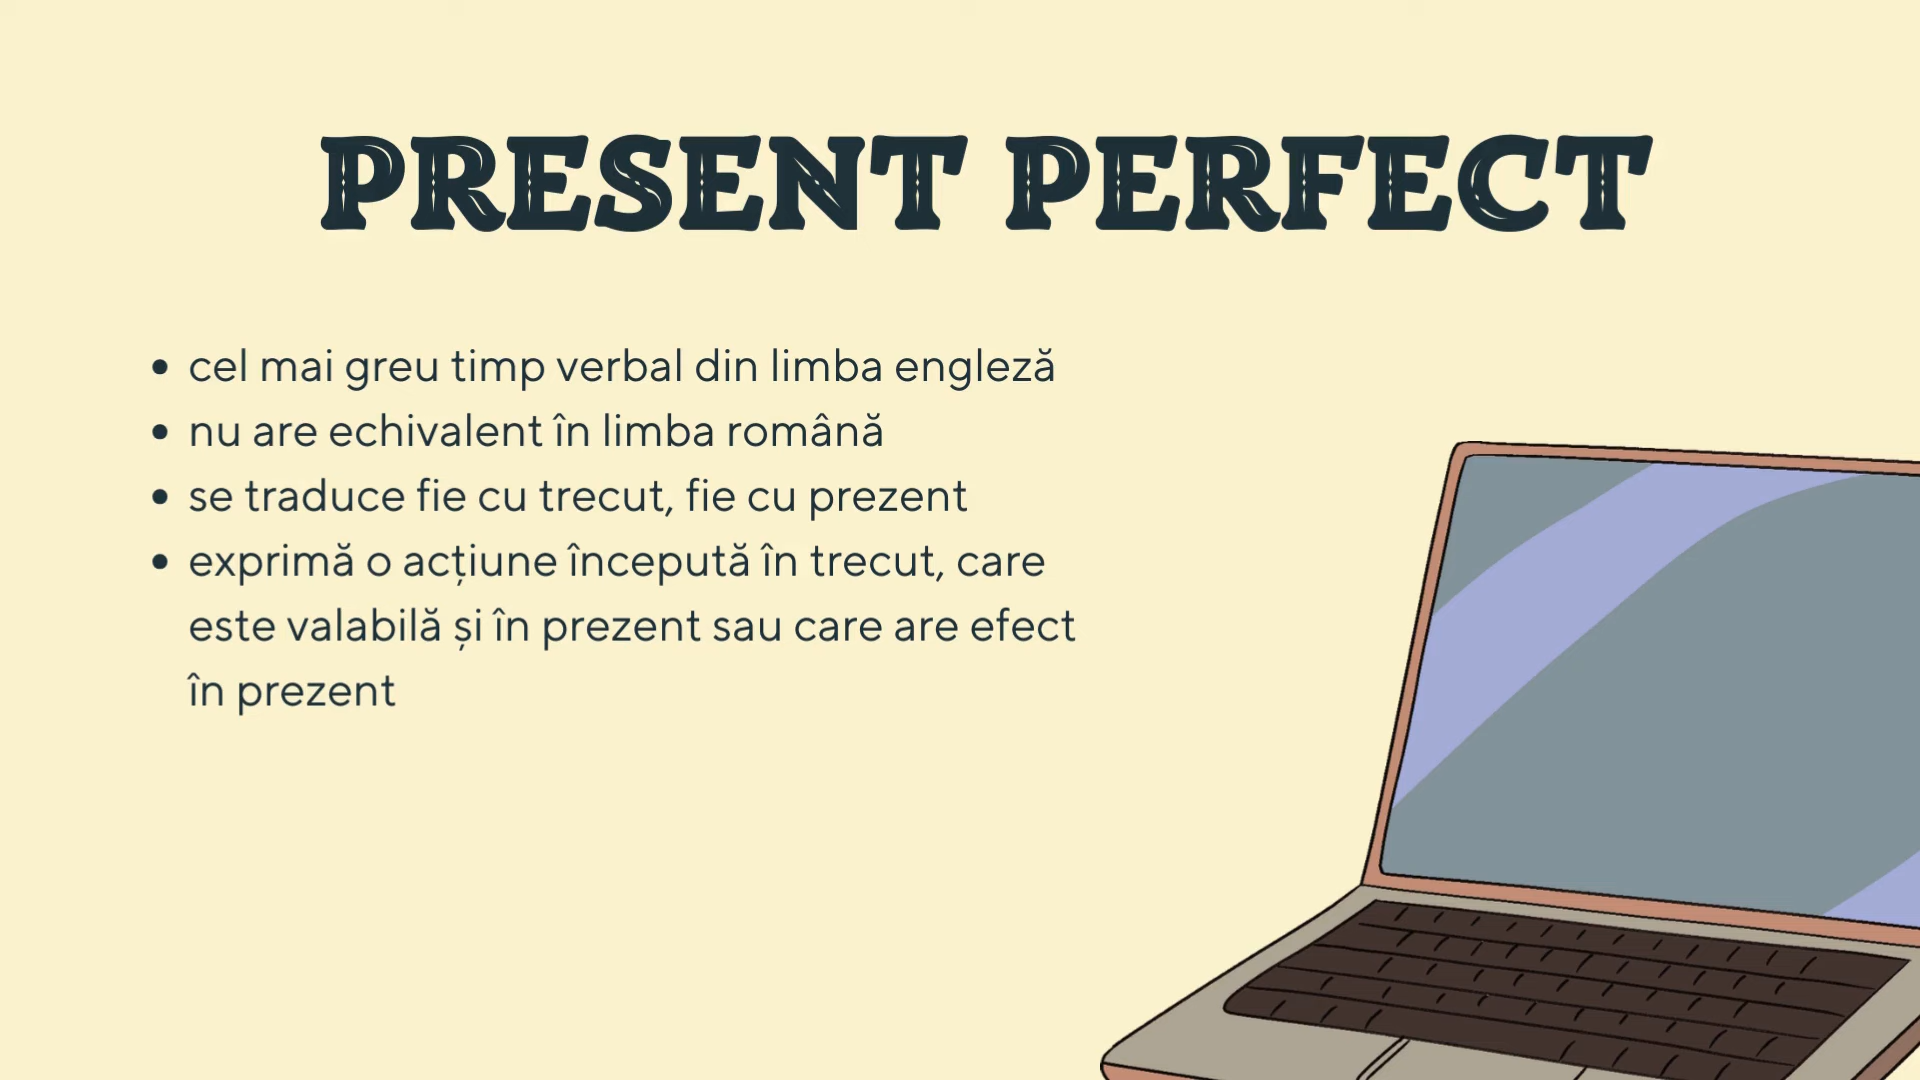 PRESENT PERFECT
• cel mai greu timp verbal din limba engleză
• nu are echivalent în limba română
• se traduce fie cu trecut, fie cu prezent
• exprimă o acțiune începută în trecut, care
este valabilă și în prezent sau care are efect
în prezent